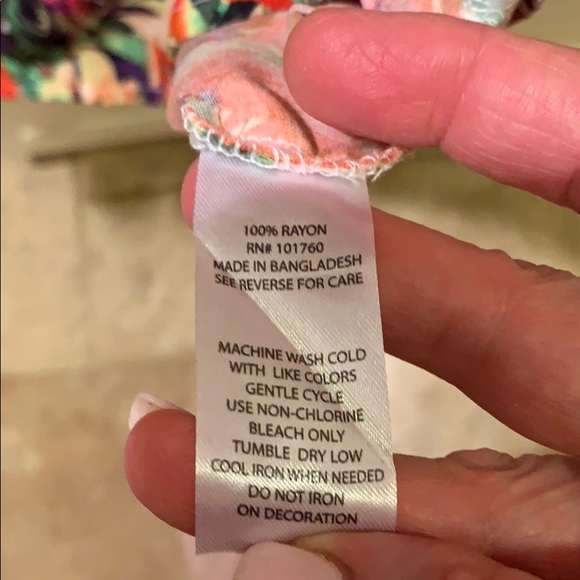 100% RAYON
RN# 101760
MADE IN BANGLADESH
SEE REVERSE FOR CARE
MACHINE WASH COLD
WITH LIKE COLORS
GENTLE CYCLE
USE NON-CHLORINE
BLEACH ONLY
TUMBLE DRY LOW
COOL IRON WHEN NEEDED
DO NOT IRON
ON DECORATION